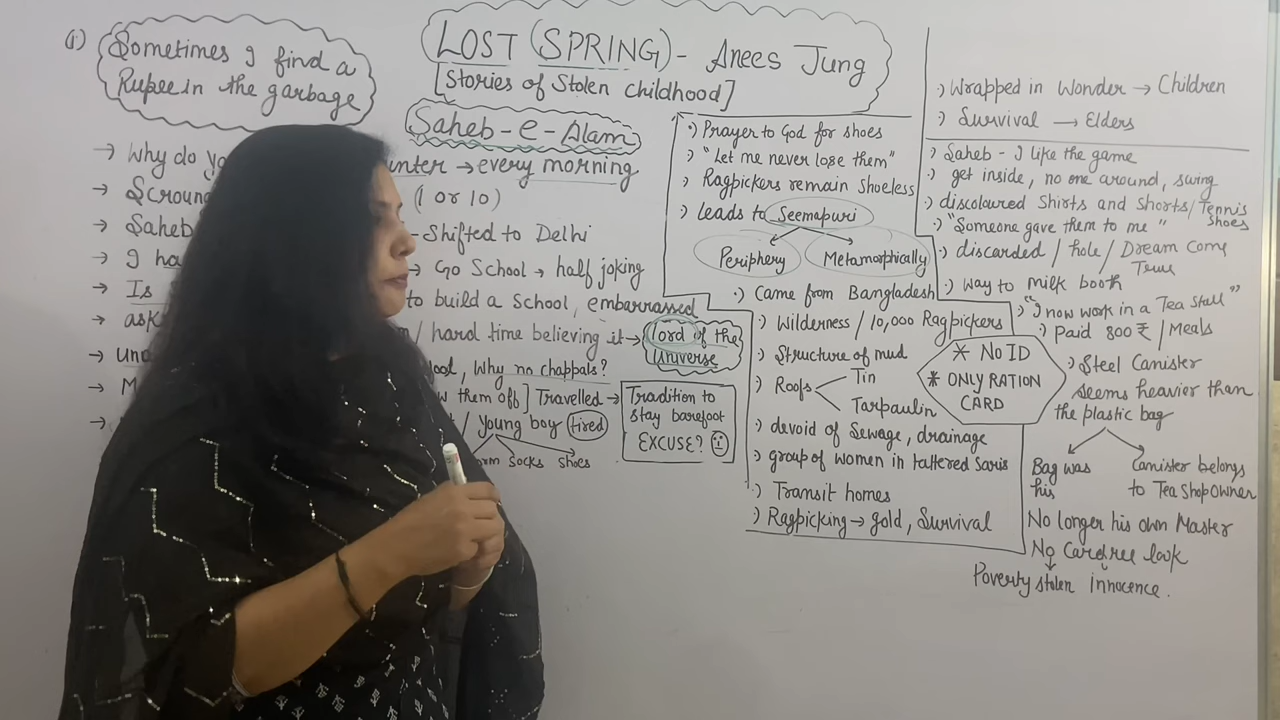 LOST (SPRING) - Anees Jung
[Stories of Stolen childhood]
(i) Sometimes I find a
Rupee in the garbage
Saheb-e-Alam
→ Why do → every morning
→ (1 or 10)
→ Saheb - Shifted to Delhi
→ I → Go School → half joking
→ Is to build a School, embarrassed
→ / hard time believing it → lord of the
Universe
→ Why no chappals?
→ M them off] Travelled → Tradition to
stay barefoot
EXCUSE?
→ / Young boy tired
Socks Shoes
·) Prayer to God for shoes
·) "Let me never lose them"
·) Ragpickers remain Shoeless
·) leads to Seemapuri
Periphery Metamorphically
·) Came from Bangladesh
·) Wilderness / 10,000 Ragpickers
·) Structure of mud
·) Roofs Tin
Tarpaulin
·) devoid of Sewage, drainage
·) group of women in tattered Saris
·) Transit homes
·) Ragpicking → gold, Survival
* NO ID
* ONLY RATION
CARD
·) Wrapped in Wonder → Children
·) Survival → Elders
·) Saheb - I like the game
·) get inside, no one around, swing
·) discoloured Shirts and Shorts/Tennis
Shoes
·) "Someone gave them to me"
·) discarded / hole / Dream Come
True
·) way to milk booth
·) "I now work in a Tea Stall"
·) Paid 800 ₹ / Meals
·) Steel Canister
seems heavier than
the plastic bag
Bag was
his
Canister belongs
to Tea Shop Owner
No longer his own Master
No Carefree look
Poverty stolen innocence.